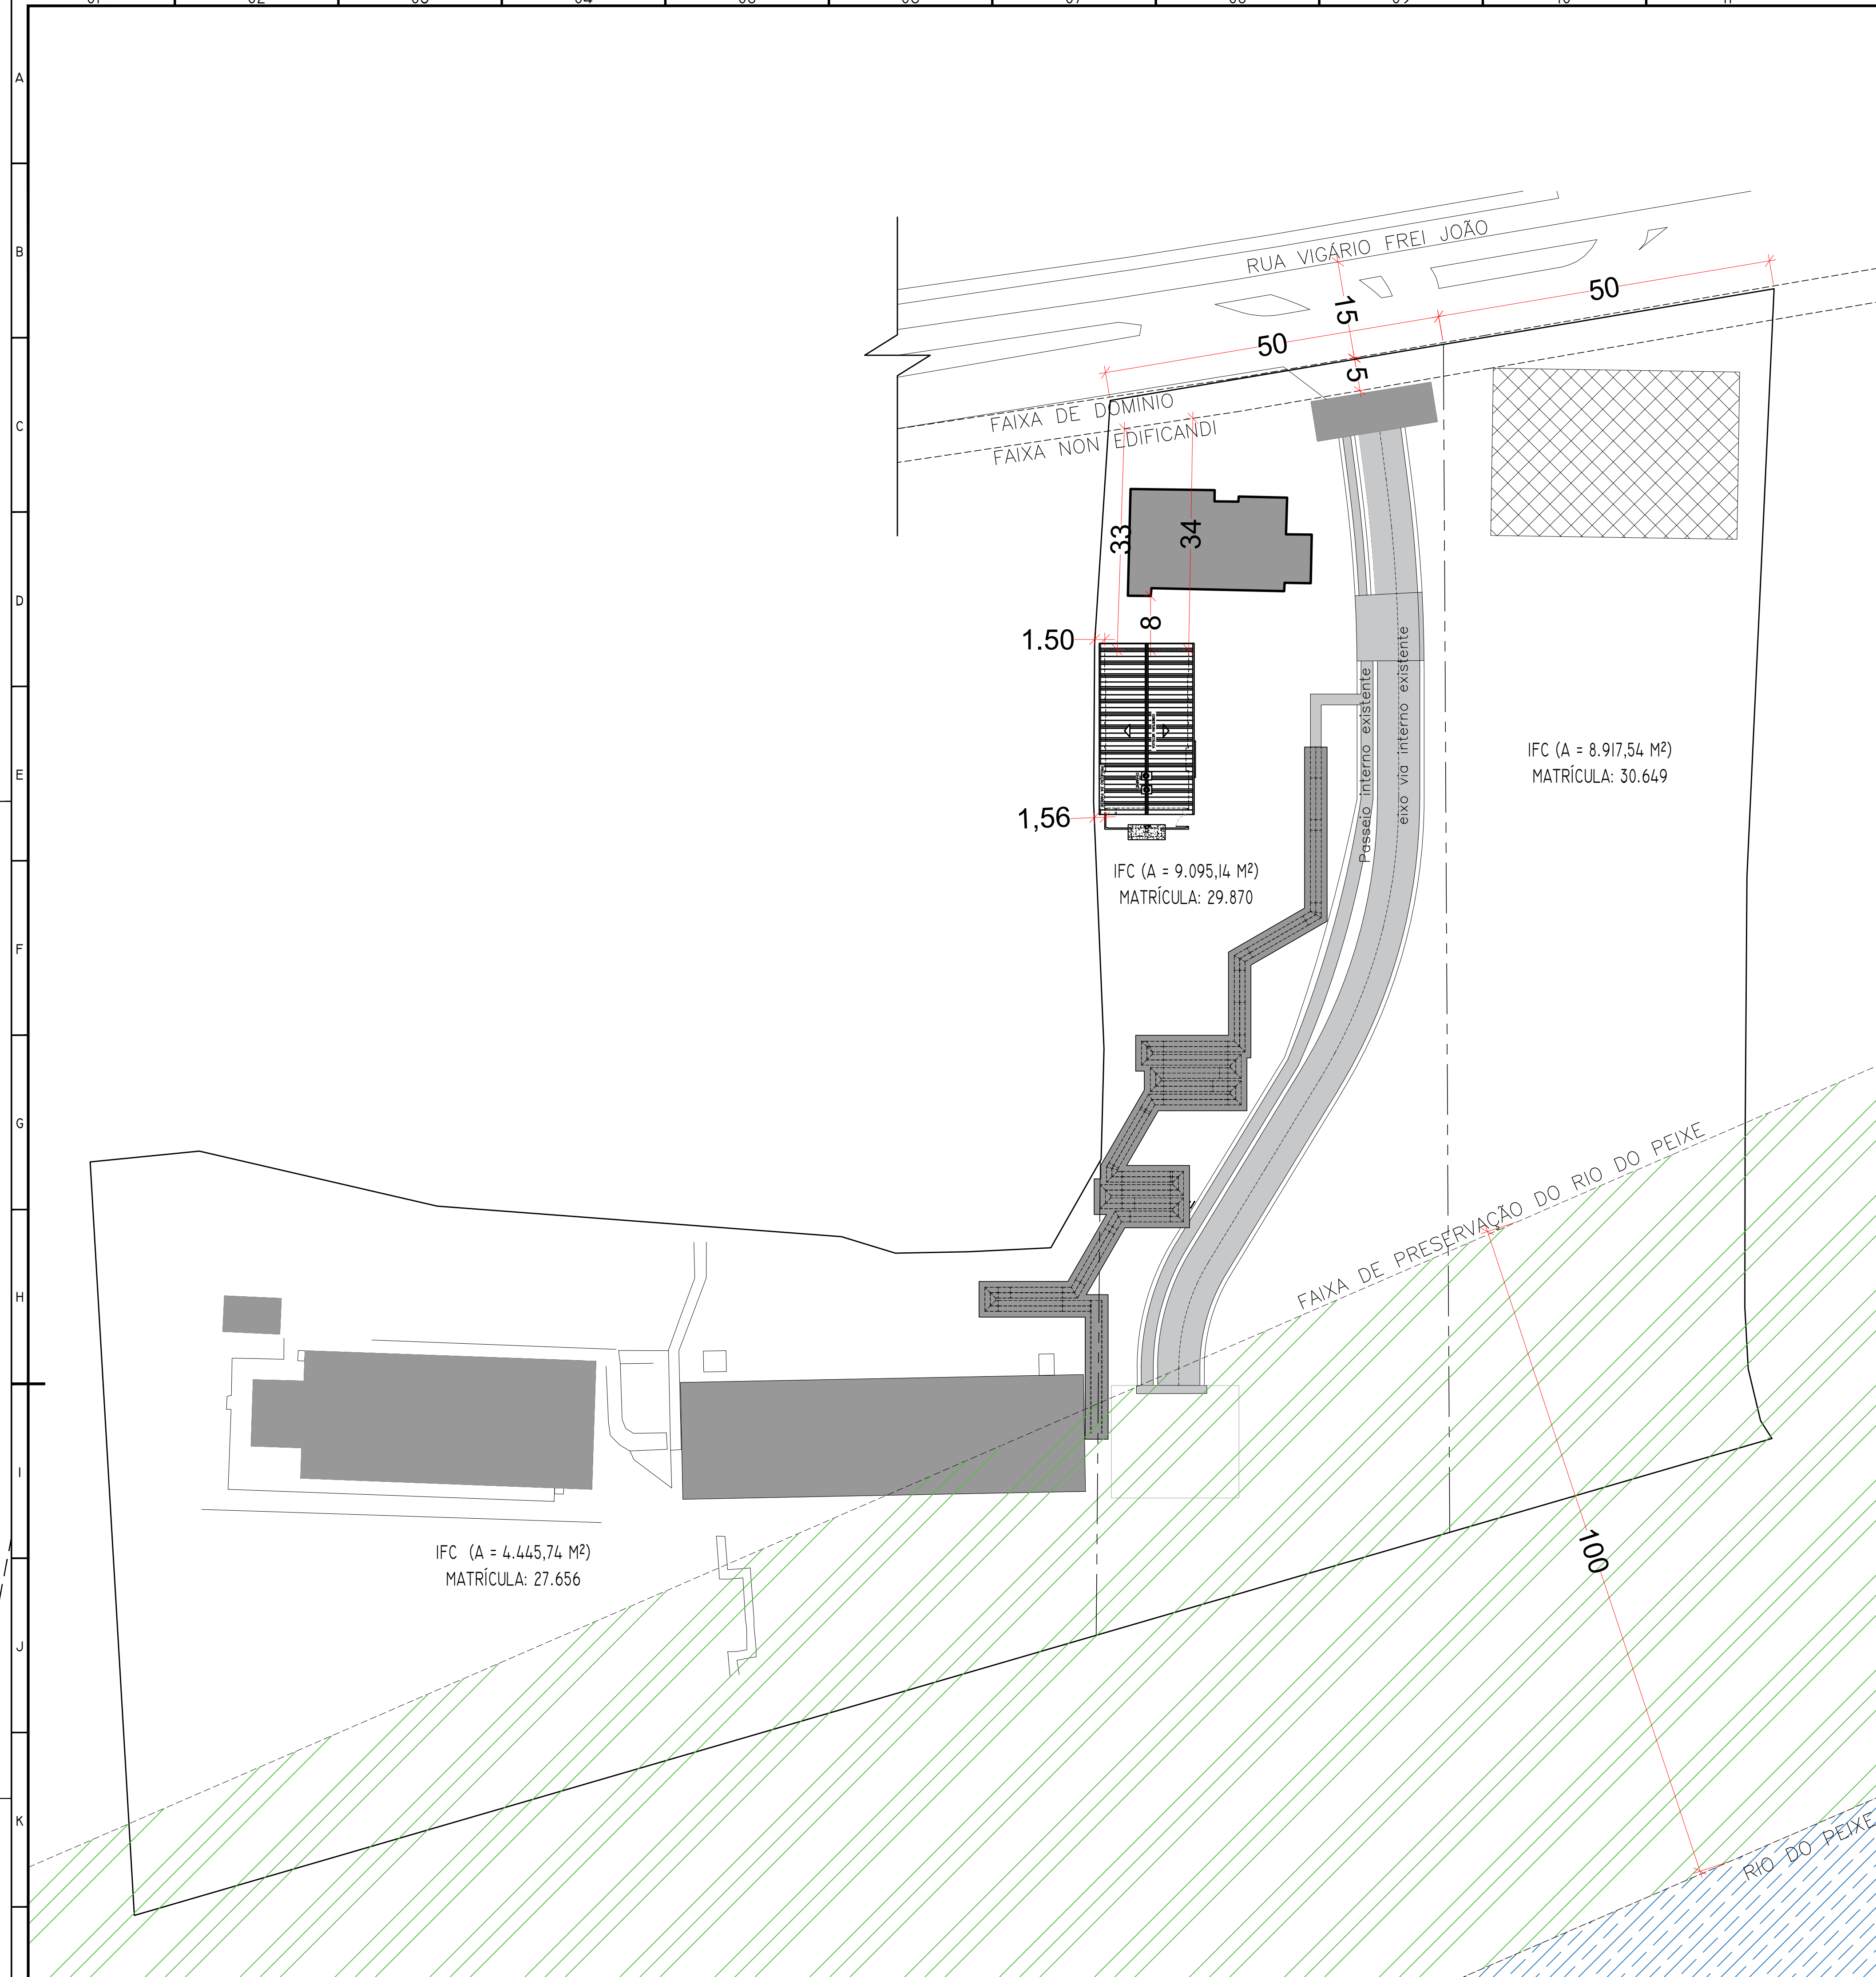 A
B
C
D
E
F
G
H
I
J
K
RUA VIGÁRIO FREI JOÃO
15
50
50
5
FAIXA DE DOMÍNIO
FAIXA NON EDIFICANDI
33
34
8
1.50
1,56
Passeio interno existente
eixo via interno existente
IFC (A = 8.917,54 M²)
MATRÍCULA: 30.649
IFC (A = 9.095,14 M²)
MATRÍCULA: 29.870
FAIXA DE PRESERVAÇÃO DO RIO DO PEIXE
IFC (A = 4.445,74 M²)
MATRÍCULA: 27.656
100
RIO DO PEIXE